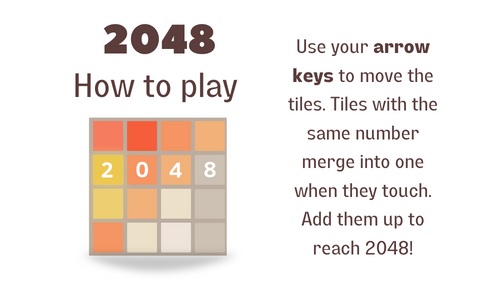 2048
How to play
2 0 4 8
Use your arrow
keys to move the
tiles. Tiles with the
same number
merge into one
when they touch.
Add them up to
reach 2048!